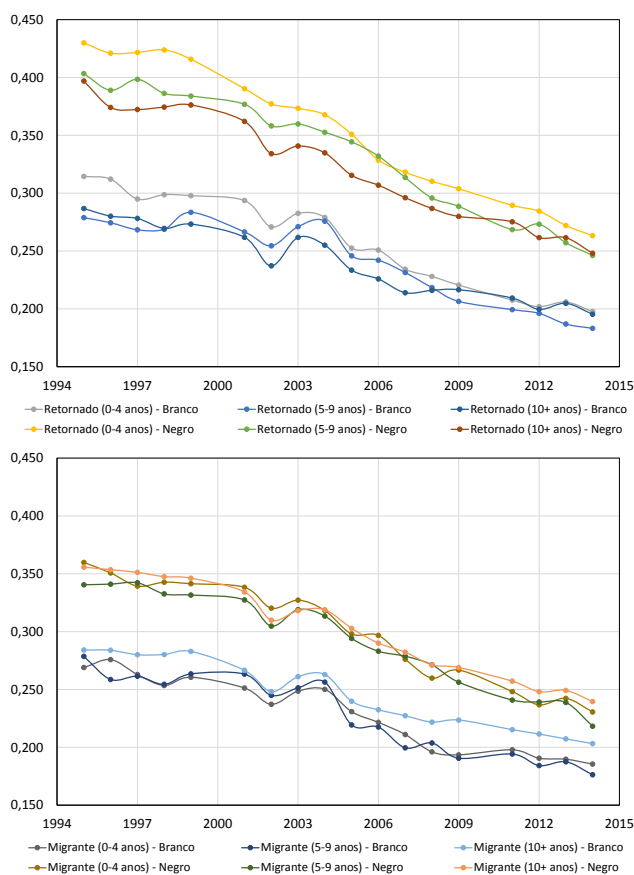 0,450
0,400
0,350
0,300
0,250
0,200
0,150
1994 1997 2000 2003 2006 2009 2012 2015
Retornado (0-4 anos) - Branco Retornado (5-9 anos) - Branco Retornado (10+ anos) - Branco
Retornado (0-4 anos) - Negro Retornado (5-9 anos) - Negro Retornado (10+ anos) - Negro
0,450
0,400
0,350
0,300
0,250
0,200
0,150
1994 1997 2000 2003 2006 2009 2012 2015
Migrante (0-4 anos) - Branco Migrante (5-9 anos) - Branco Migrante (10+ anos) - Branco
Migrante (0-4 anos) - Negro Migrante (5-9 anos) - Negro Migrante (10+ anos) - Negro